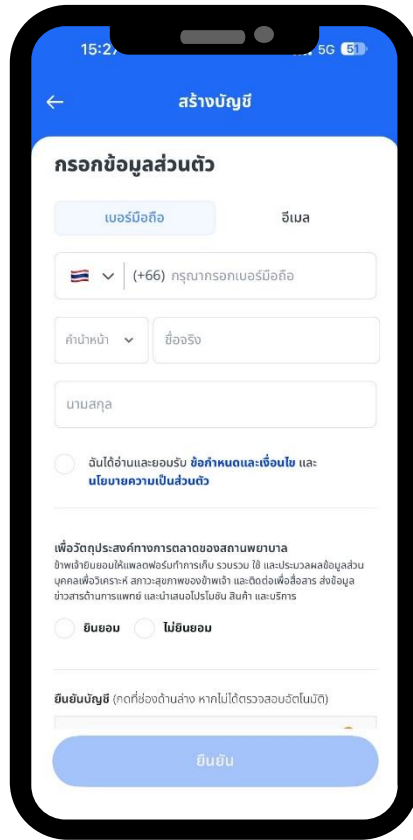 15:27
5G 51
สร้างบัญชี
กรอกข้อมูลส่วนตัว
เบอร์มือถือ อีเมล
(+66) กรุณากรอกเบอร์มือถือ
คำนำหน้า ชื่อจริง
นามสกุล
ฉันได้อ่านและยอมรับ ข้อกำหนดและเงื่อนไข และ
นโยบายความเป็นส่วนตัว
เพื่อวัตถุประสงค์ทางการตลาดของสถานพยาบาล
ข้าพเจ้ายินยอมให้แพลตฟอร์มทำการเก็บ รวบรวม ใช้ และประมวลผลข้อมูลส่วน
บุคคลเพื่อวิเคราะห์ สภาวะสุขภาพของข้าพเจ้า และติดต่อเพื่อสื่อสาร ส่งข้อมูล
ข่าวสารด้านการแพทย์ และนำเสนอโปรโมชัน สินค้า และบริการ
ยินยอม ไม่ยินยอม
ยืนยันบัญชี (กดที่ช่องด้านล่าง หากไม่ได้ตรวจสอบอัตโนมัติ)
ยืนยัน